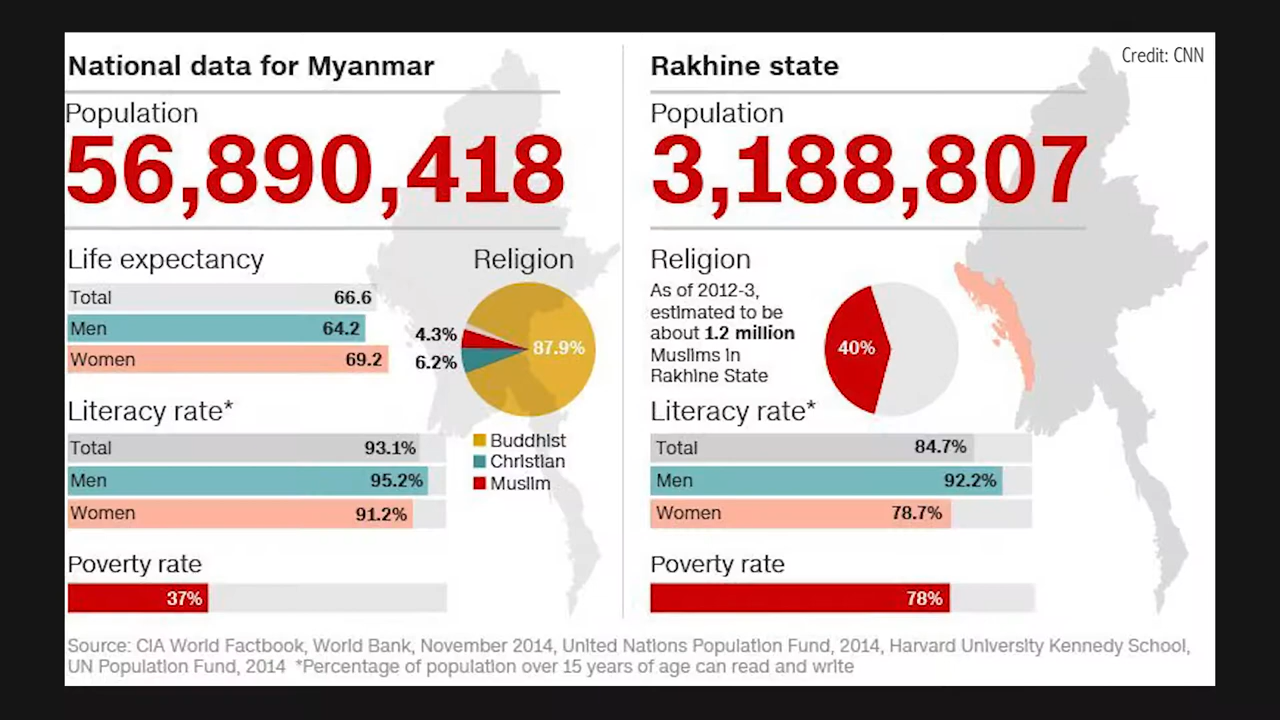 Credit: CNN
National data for Myanmar
Population
56,890,418
Life expectancy
Total 66.6
Men 64.2
Women 69.2
Religion
4.3%
6.2%
87.9%
Buddhist
Christian
Muslim
Literacy rate*
Total 93.1%
Men 95.2%
Women 91.2%
Poverty rate
37%
Rakhine state
Population
3,188,807
Religion
As of 2012-3,
estimated to be
about 1.2 million
Muslims in
Rakhine State
40%
Literacy rate*
Total 84.7%
Men 92.2%
Women 78.7%
Poverty rate
78%
Source: CIA World Factbook, World Bank, November 2014, United Nations Population Fund, 2014, Harvard University Kennedy School,
UN Population Fund, 2014 *Percentage of population over 15 years of age can read and write